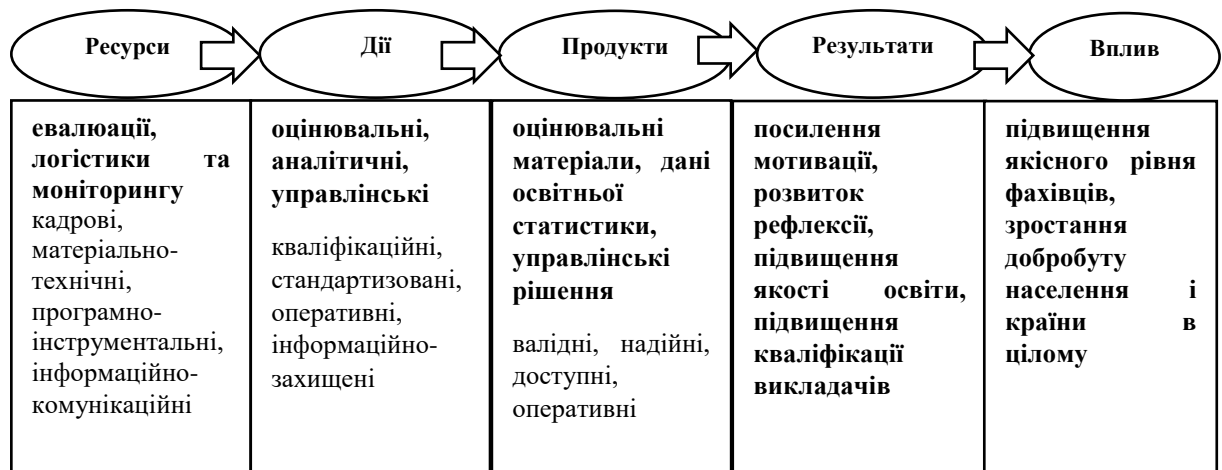 Ресурси
Дії
Продукти
Результати
Вплив
евалюації,
логістики та
моніторингу
кадрові,
матеріально-
технічні,
програмно-
інструментальні,
інформаційно-
комунікаційні
оцінювальні,
аналітичні,
управлінські
кваліфікаційні,
стандартизовані,
оперативні,
інформаційно-
захищені
оцінювальні
матеріали, дані
освітньої
статистики,
управлінські
рішення
валідні, надійні,
доступні,
оперативні
посилення
мотивації,
розвиток
рефлексії,
підвищення
якості освіти,
підвищення
кваліфікації
викладачів
підвищення
якісного рівня
фахівців,
зростання
добробуту
населення і
країни в
цілому